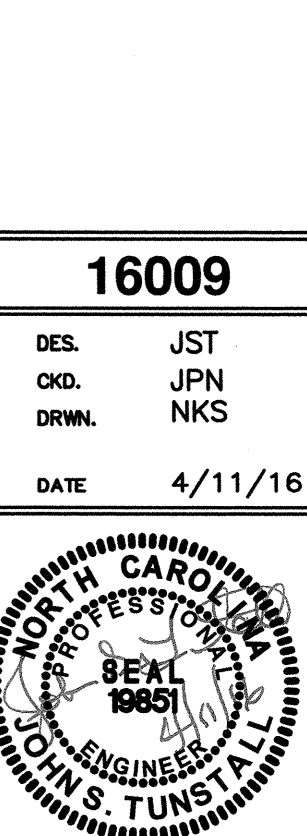 16009
DES. JST
CKD. JPN
DRWN. NKS
DATE 4/11/16
NORTH CAROLINA
PROFESSIONAL
SEAL
19851
ENGINEER
JOHN S. TUNSTALL